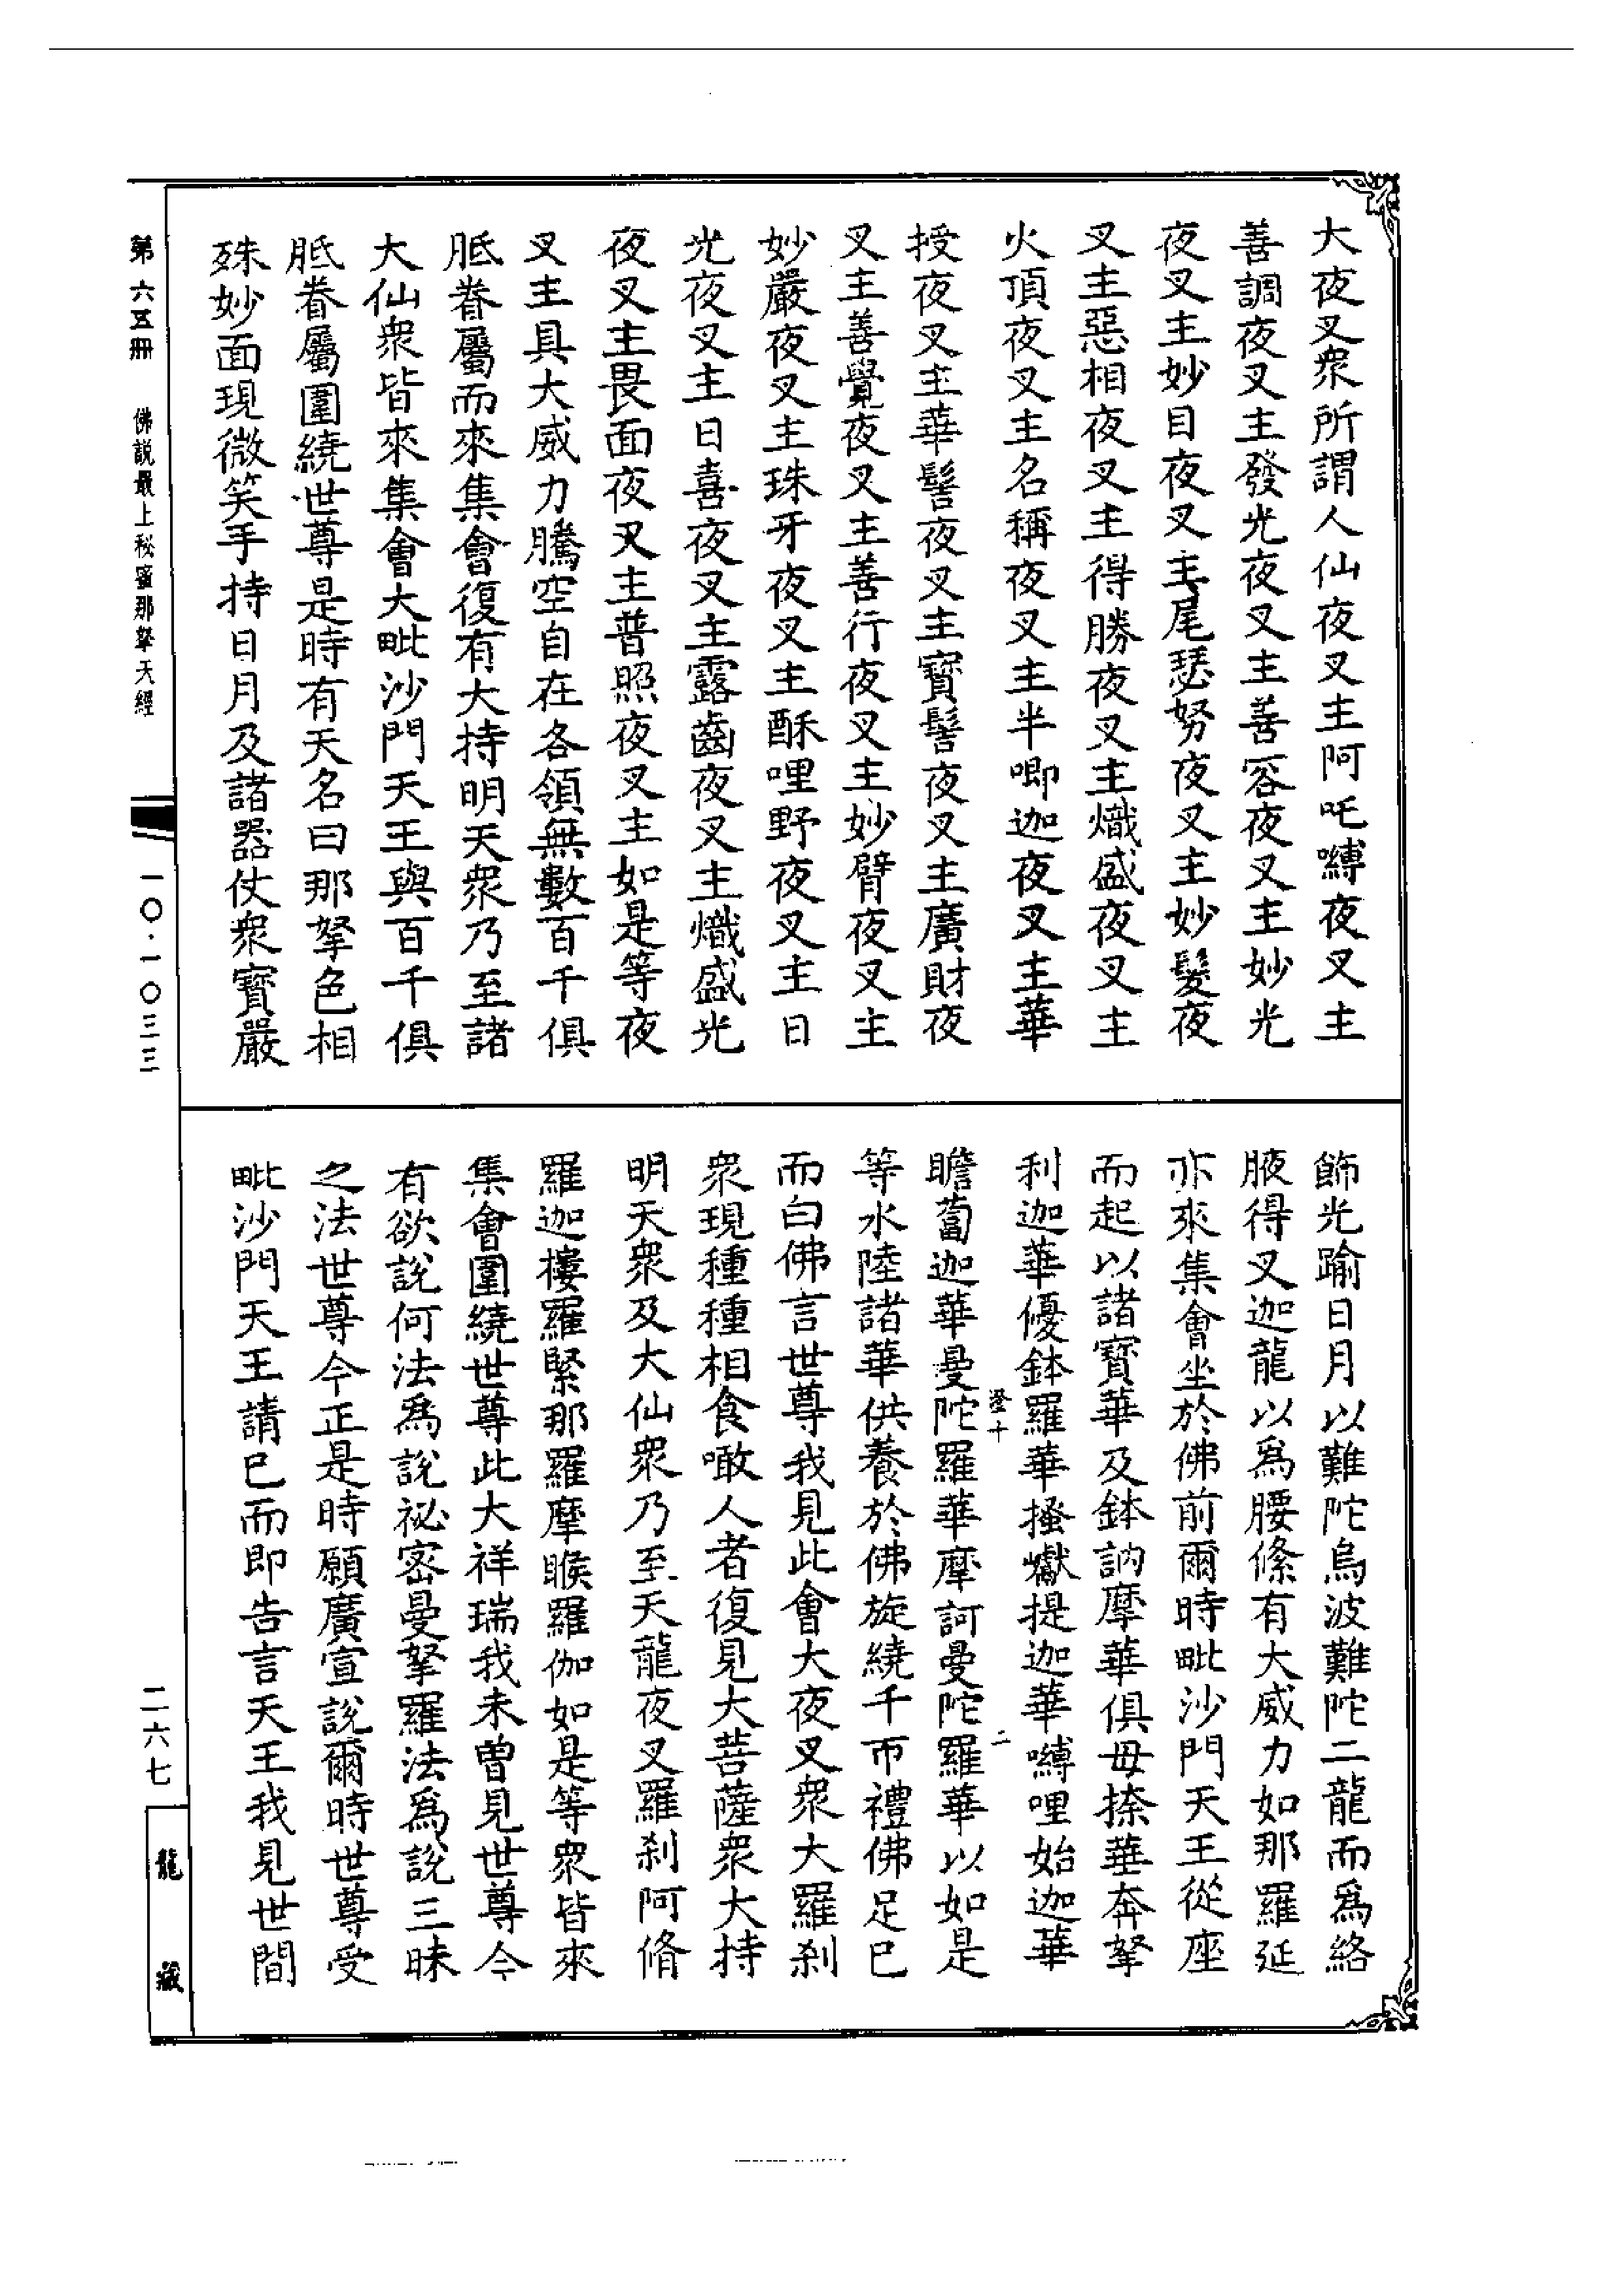 大夜叉衆所謂人仙夜叉主阿吒嚩夜叉主
善調夜叉主發光夜叉主善容夜叉主妙光
夜叉主妙目夜叉主尾瑟努夜叉主妙髮夜
叉主惡相夜叉主得勝夜叉主熾盛夜叉主
火頂夜叉主名稱夜叉主半唧迦夜叉主華
授夜叉主華髻夜叉主寶髻夜叉主廣財夜
叉主善覺夜叉主善行夜叉主妙臂夜叉主
妙嚴夜叉主珠牙夜叉主酥哩野夜叉主日
光夜叉主日喜夜叉主露齒夜叉主熾盛光
夜叉主畏面夜叉主普照夜叉主如是等夜
叉主具大威力騰空自在各領無數百千俱
胝眷屬而來集會復有大持明天衆乃至諸
大仙衆皆來集會大毗沙門天王與百千俱
胝眷屬圍繞世尊是時有天名曰那拏色相
殊妙面現微笑手持日月及諸器仗衆寶嚴
飾光踰日月以難陀烏波難陀二龍而爲絡
腋得叉迦龍以爲腰絛有大威力如那羅延
亦來集會坐於佛前爾時毗沙門天王從座
而起以諸寶華及鉢訥摩華俱毋捺華奔拏
利迦華優鉢羅華搔巘提迦華嚩哩始迦華
瞻蔔迦華曼陀羅華摩訶曼陀羅華以如是
等水陸諸華供養於佛旋繞千帀禮佛足已
而白佛言世尊我見此會大夜叉衆大羅刹
衆現種種相食噉人者復見大菩薩衆大持
明天衆及大仙衆乃至天龍夜叉羅刹阿脩
羅迦樓羅緊那羅摩睺羅伽如是等衆皆來
集會圍繞世尊此大祥瑞我未曾見世尊今
有欲說何法爲說祕密曼拏羅法爲說三昧
之法世尊今正是時願廣宣說爾時世尊受
毗沙門天王請已而即告言天王我見世間
澄十
二
第六五冊
佛說最上秘蜜那拏天經
一〇·一〇三三
二六七
龍藏